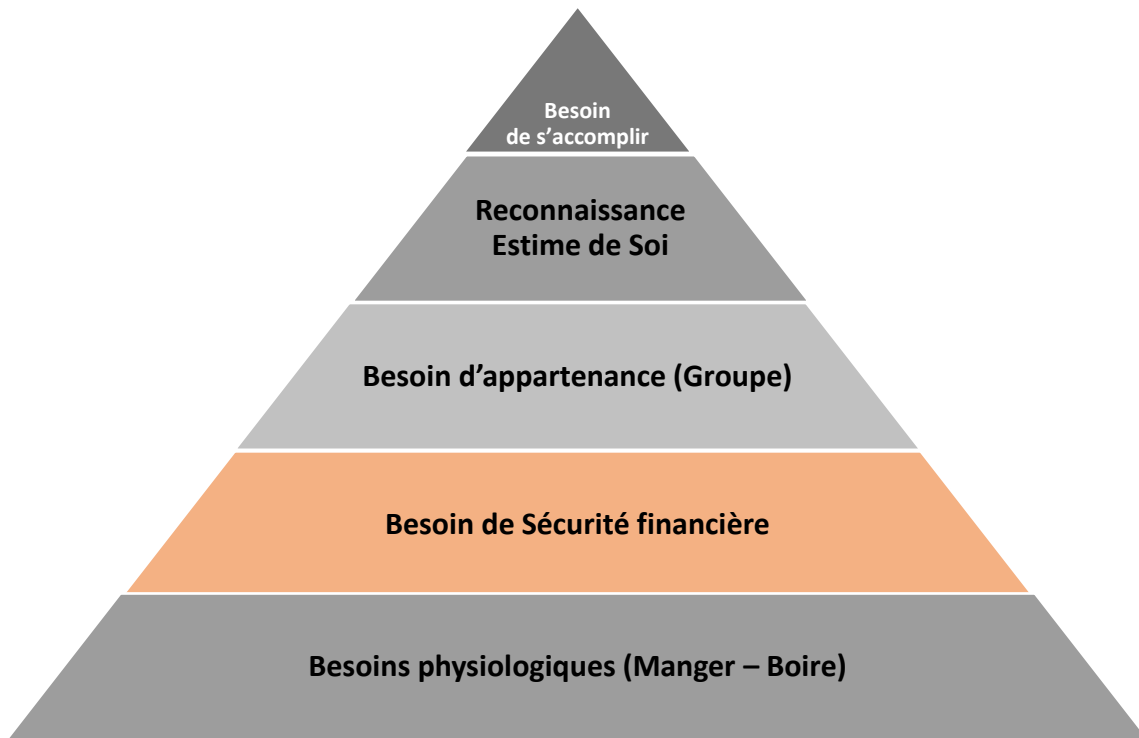 Besoin
de s’accomplir
Reconnaissance
Estime de Soi
Besoin d’appartenance (Groupe)
Besoin de Sécurité financière
Besoins physiologiques (Manger – Boire)